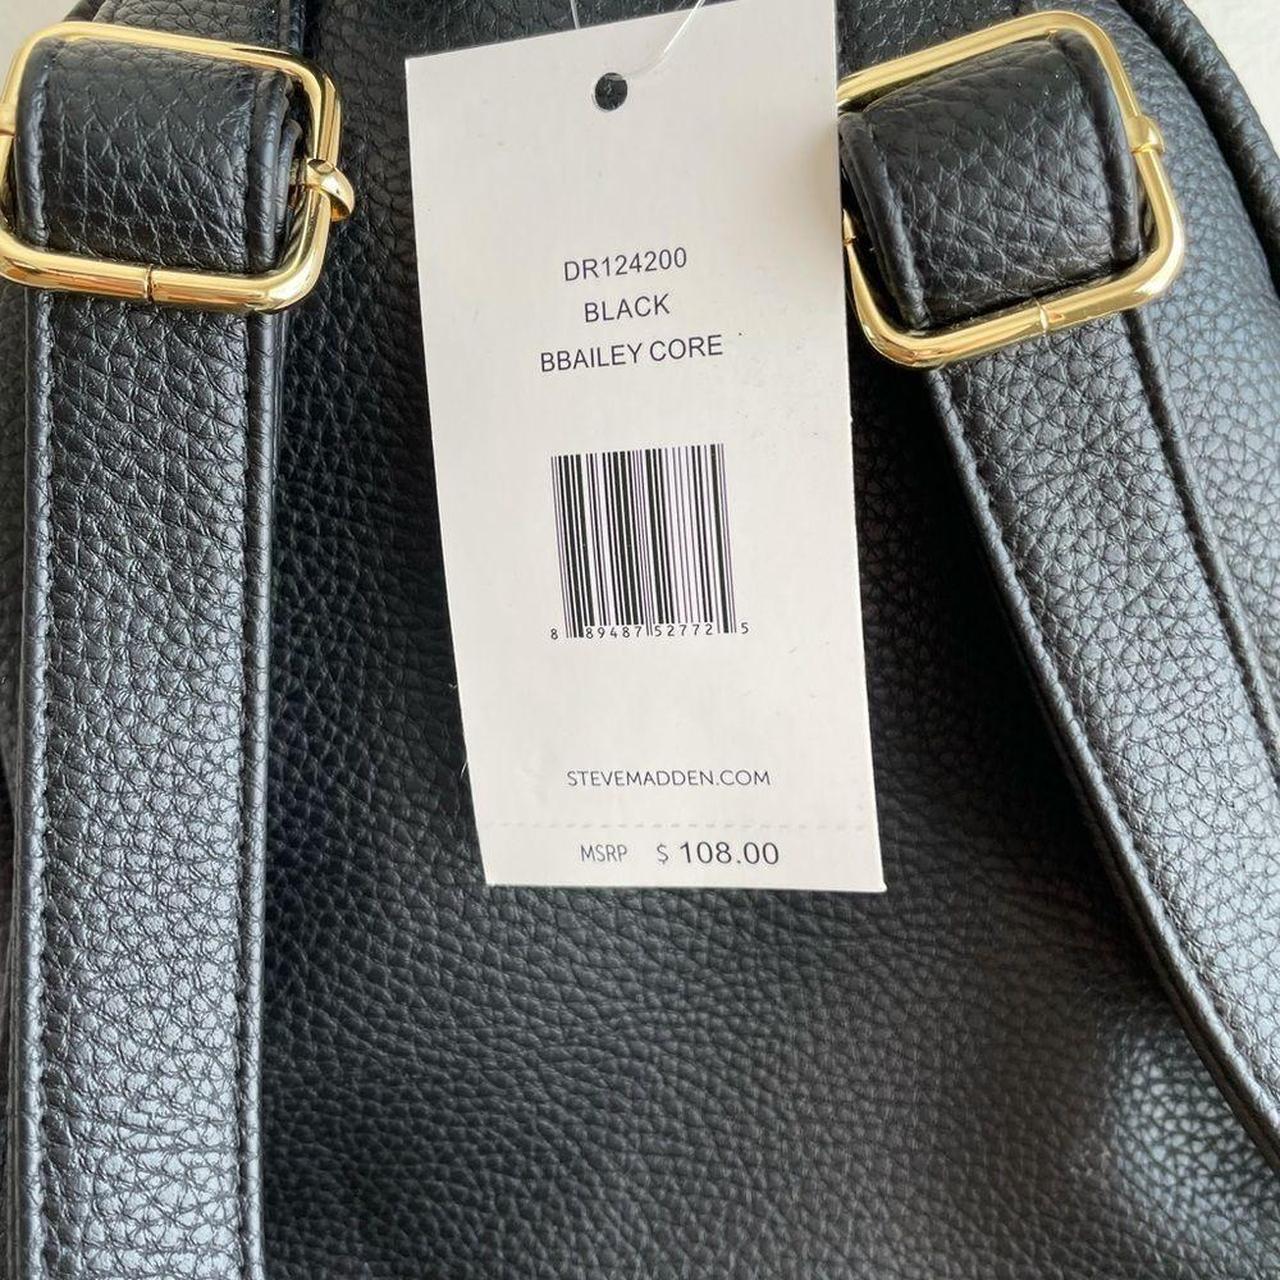 DR124200
BLACK
BBAILEY CORE
8 89487 52772 5
STEVEMADDEN.COM
MSRP $ 108.00